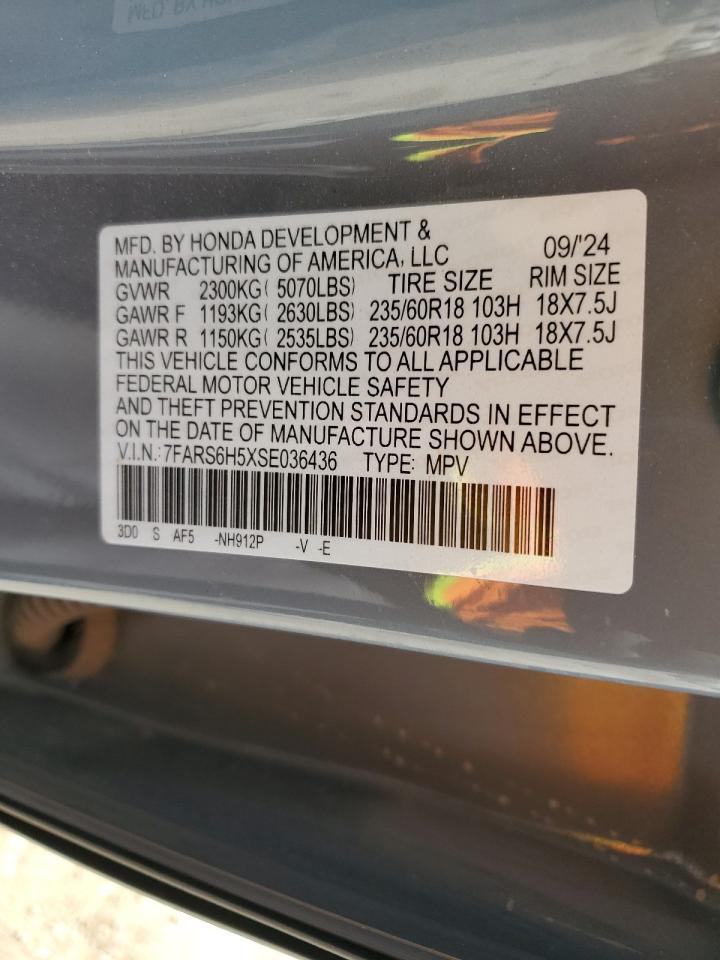 MFD. BY HONDA DEVELOPMENT &
MANUFACTURING OF AMERICA, LLC 09/'24
GVWR 2300KG( 5070LBS) TIRE SIZE RIM SIZE
GAWR F 1193KG( 2630LBS) 235/60R18 103H 18X7.5J
GAWR R 1150KG( 2535LBS) 235/60R18 103H 18X7.5J
THIS VEHICLE CONFORMS TO ALL APPLICABLE
FEDERAL MOTOR VEHICLE SAFETY
AND THEFT PREVENTION STANDARDS IN EFFECT
ON THE DATE OF MANUFACTURE SHOWN ABOVE.
V.I.N.: 7FARS6H5XSE036436 TYPE: MPV
3D0 S AF5 -NH912P -V -E